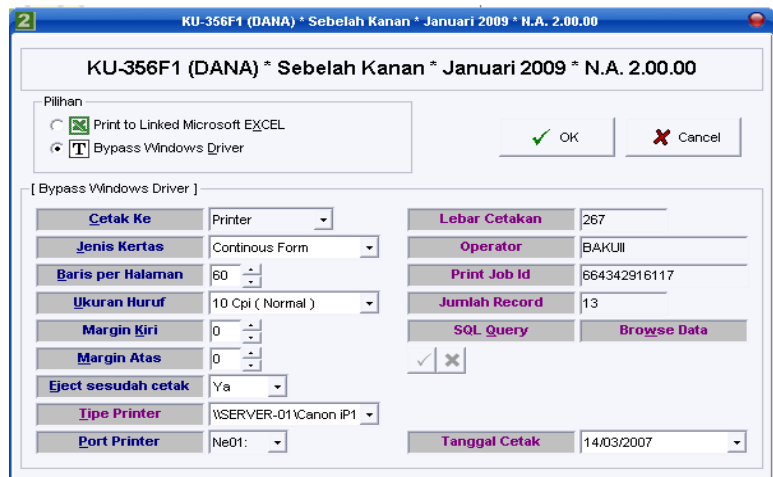 2 KU-356F1 (DANA) * Sebelah Kanan * Januari 2009 * N.A. 2.00.00
KU-356F1 (DANA) * Sebelah Kanan * Januari 2009 * N.A. 2.00.00
Pilihan
Print to Linked Microsoft EXCEL
T Bypass Windows Driver
OK
Cancel
[ Bypass Windows Driver ]
Cetak Ke Printer Lebar Cetakan 267
Jenis Kertas Continous Form Operator BAKUII
Baris per Halaman 60 Print Job Id 664342916117
Ukuran Huruf 10 Cpi ( Normal ) Jumlah Record 13
Margin Kiri 0 SQL Query Browse Data
Margin Atas 0
Eject sesudah cetak Ya
Tipe Printer \\SERVER-01\Canon iP1
Port Printer Ne01: Tanggal Cetak 14/03/2007